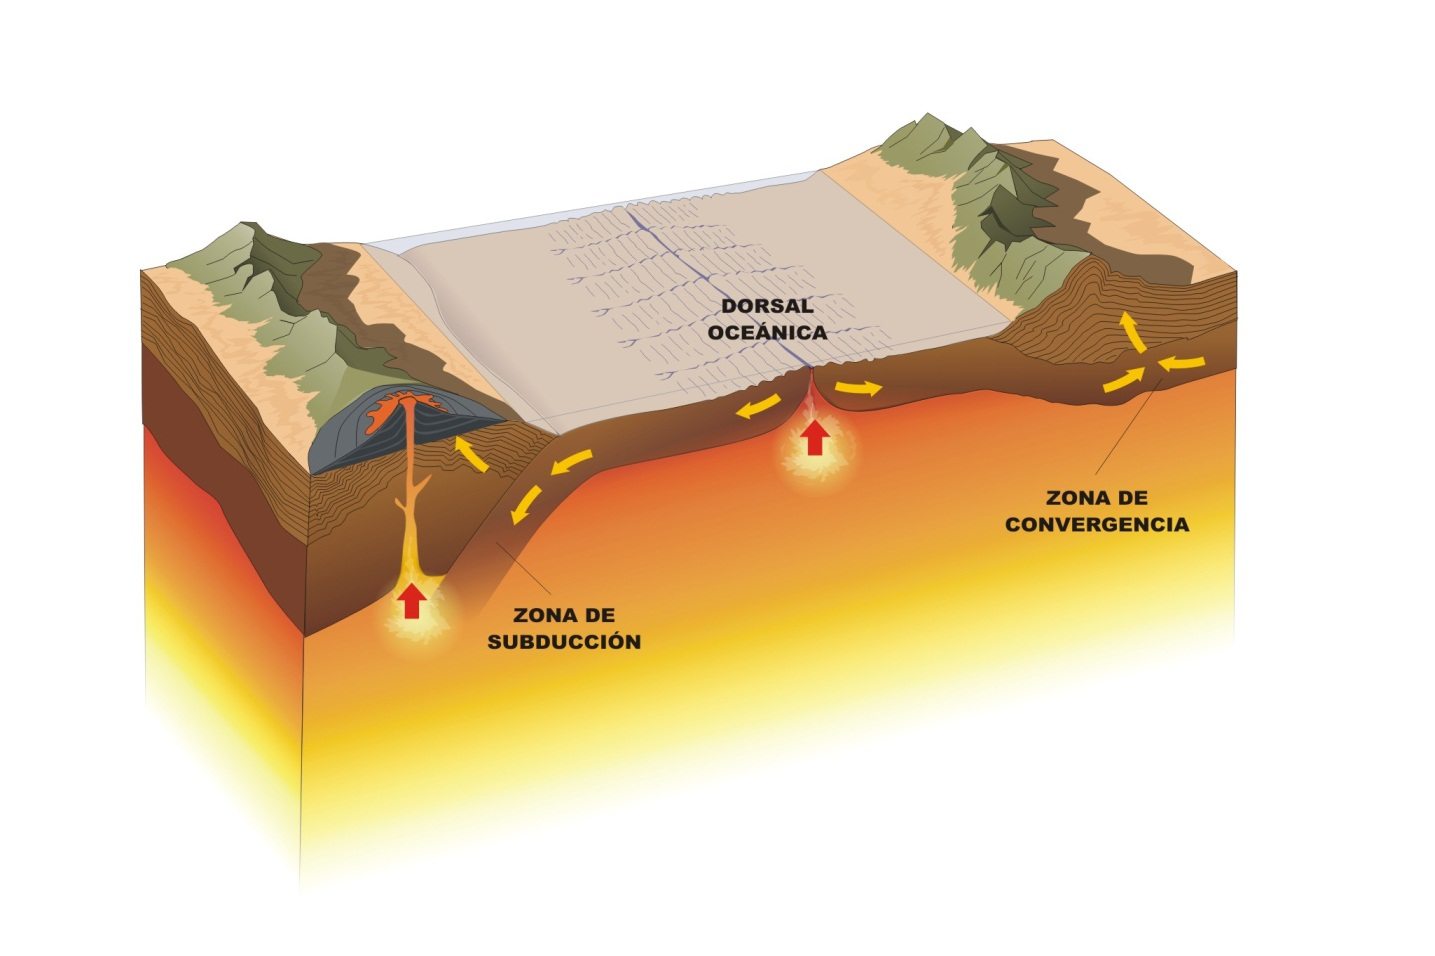 DORSAL
OCEÁNICA
ZONA DE
CONVERGENCIA
ZONA DE
SUBDUCCIÓN